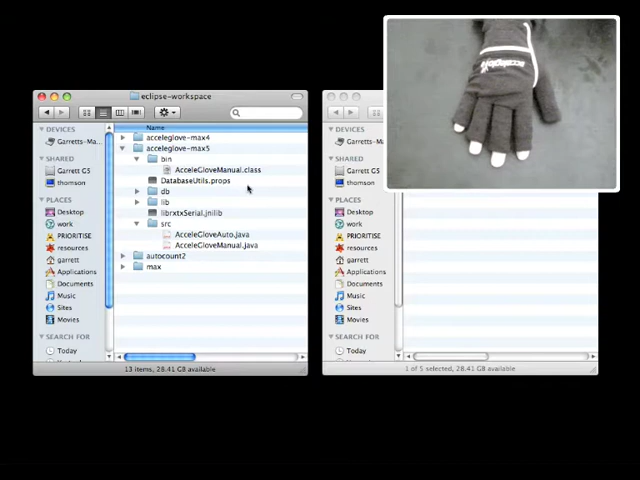 eclipse-workspace
Name
DEVICES
Garretts-Ma...
SHARED
Garrett G5
thomson
PLACES
Desktop
work
PRIORITISE
resources
garrett
Applications
Documents
Music
Sites
Movies
SEARCH FOR
Today
acceleglove-max4
acceleglove-max5
bin
AcceleGloveManual.class
DatabaseUtils.props
db
lib
librxtxSerial.jnilib
src
AcceleGloveAuto.java
AcceleGloveManual.java
autocount2
max
13 items, 28.41 GB available
DEVICES
Garretts-Ma...
SHARED
Garrett G5
thomson
PLACES
Desktop
work
PRIORITISE
resources
garrett
Applications
Documents
Music
Sites
Movies
SEARCH FOR
Today
1 of 5 selected, 28.41 GB available
acceleglove